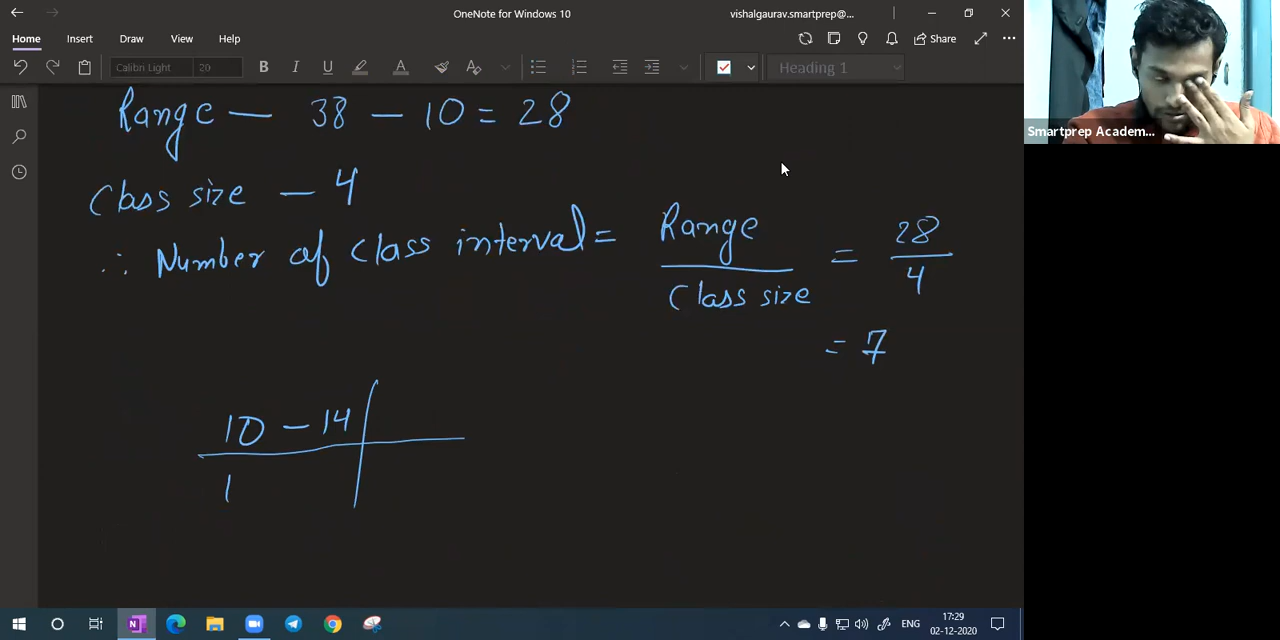 OneNote for Windows 10
vishalgaurav.smartprep@...
Home Insert Draw View Help
Share
Calibri Light 20 B I U A A Heading 1
Smartprep Academ...
Range — 38 — 10 = 28
Class size — 4
∴ Number of Class interval = Range / Class size = 28 / 4
= 7
10 — 14
1
ENG
17:29
02-12-2020